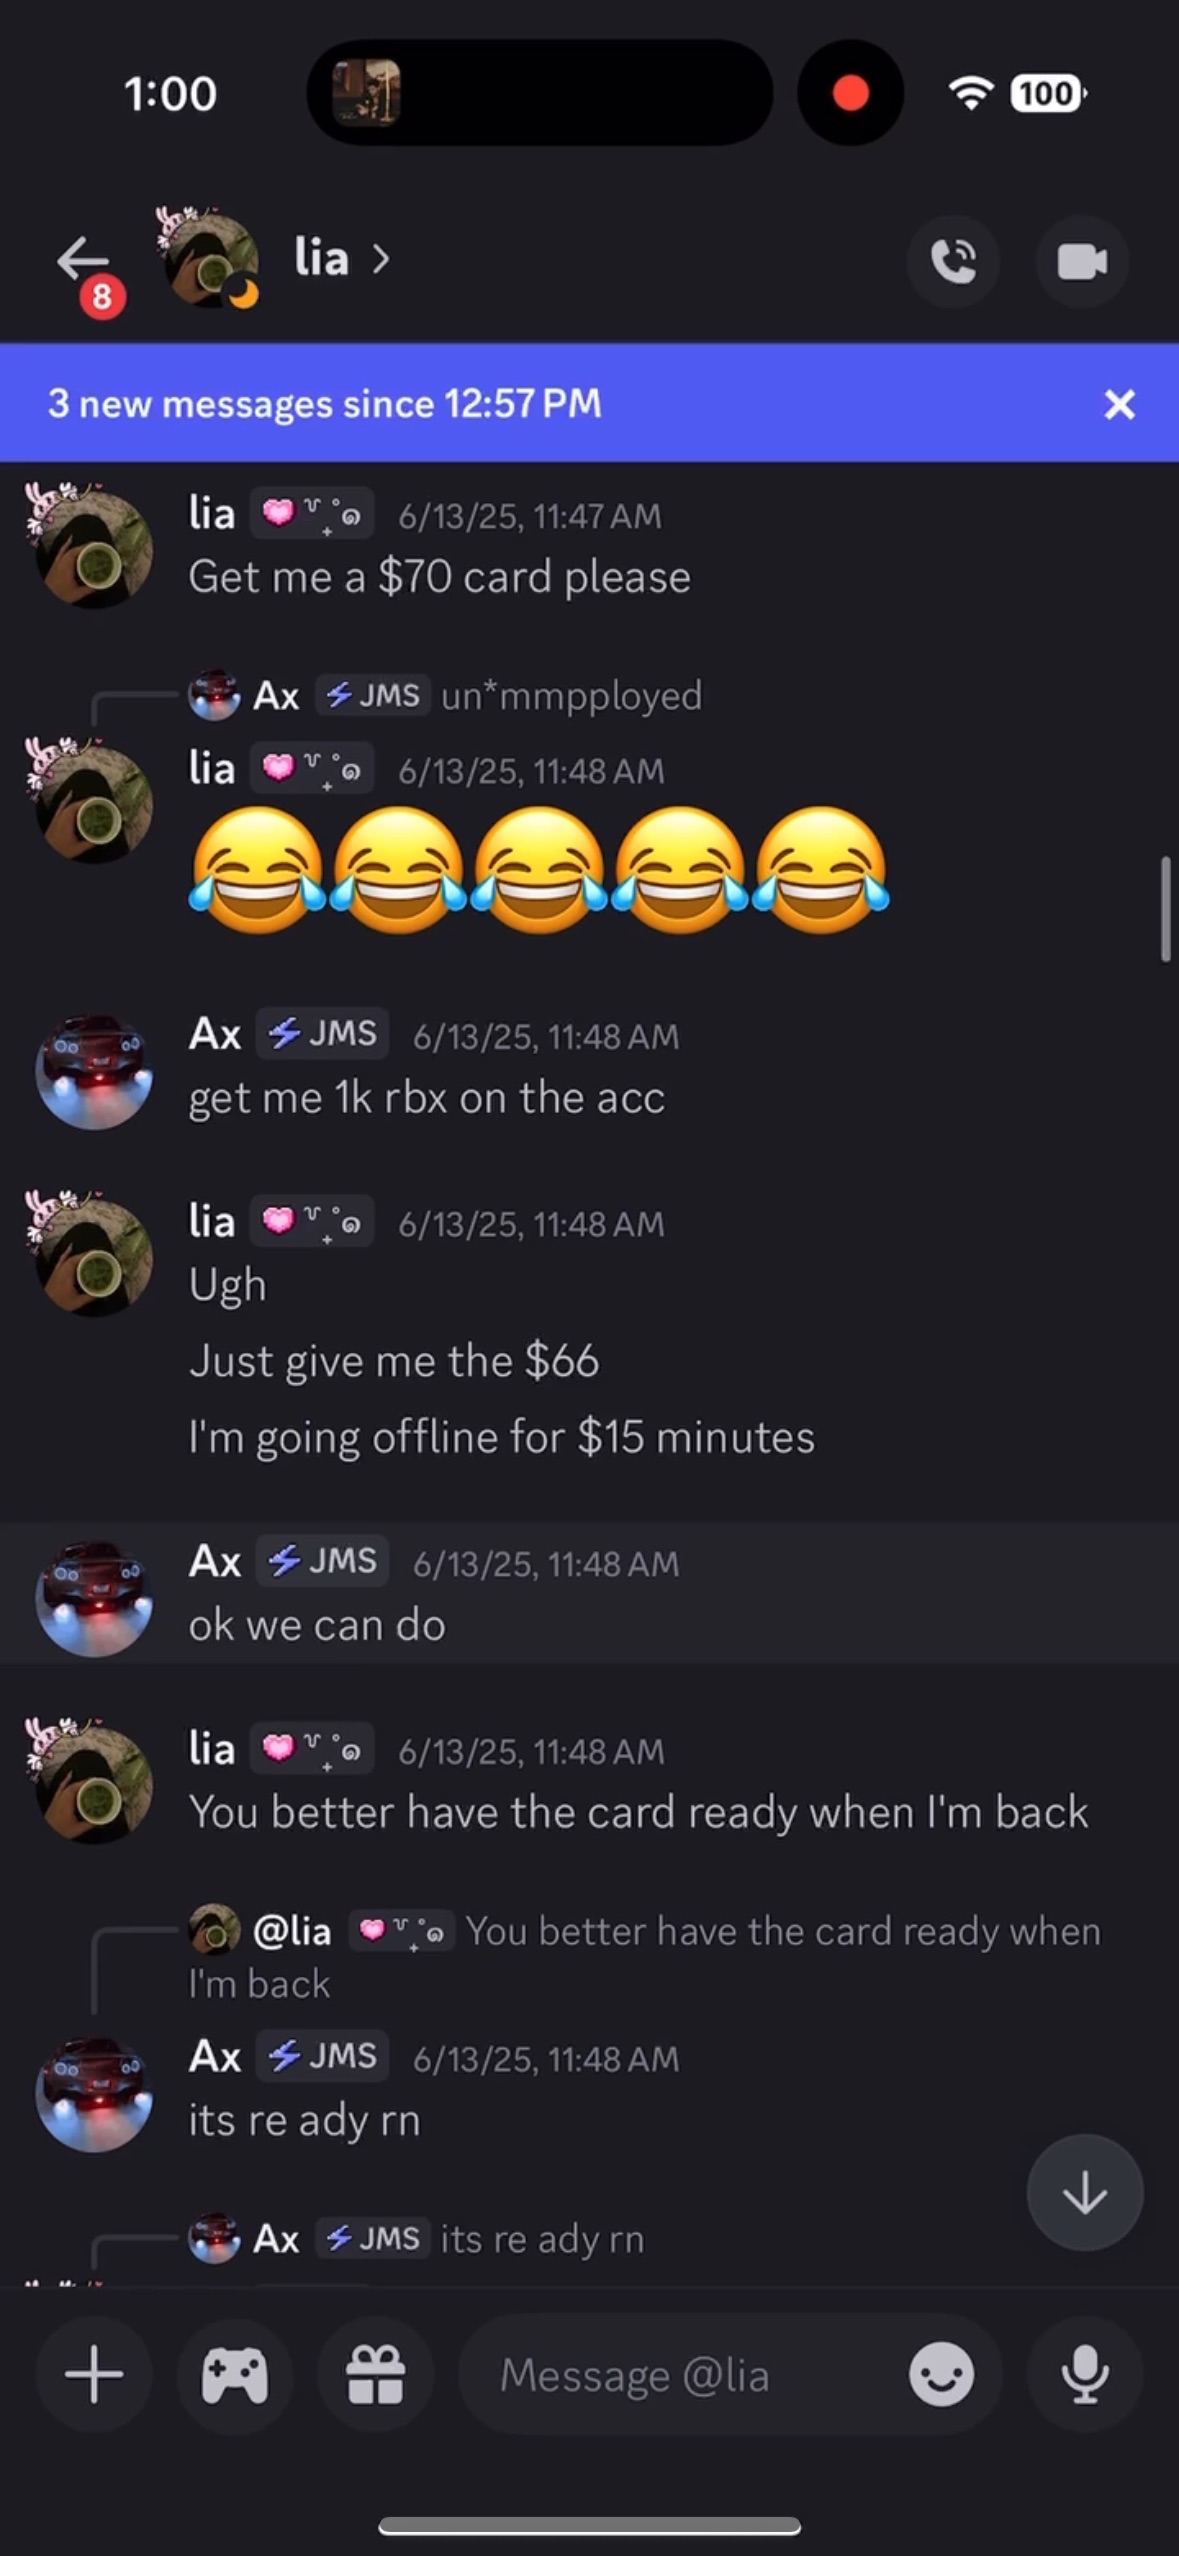 1:00
100
8
lia
3 new messages since 12:57 PM
lia 6/13/25, 11:47 AM
Get me a $70 card please
Ax JMS un*mmpployed
lia 6/13/25, 11:48 AM
😂😂😂😂😂
Ax JMS 6/13/25, 11:48 AM
get me 1k rbx on the acc
lia 6/13/25, 11:48 AM
Ugh
Just give me the $66
I'm going offline for $15 minutes
Ax JMS 6/13/25, 11:48 AM
ok we can do
lia 6/13/25, 11:48 AM
You better have the card ready when I'm back
@lia You better have the card ready when
I'm back
Ax JMS 6/13/25, 11:48 AM
its re ady rn
Ax JMS its re ady rn
Message @lia